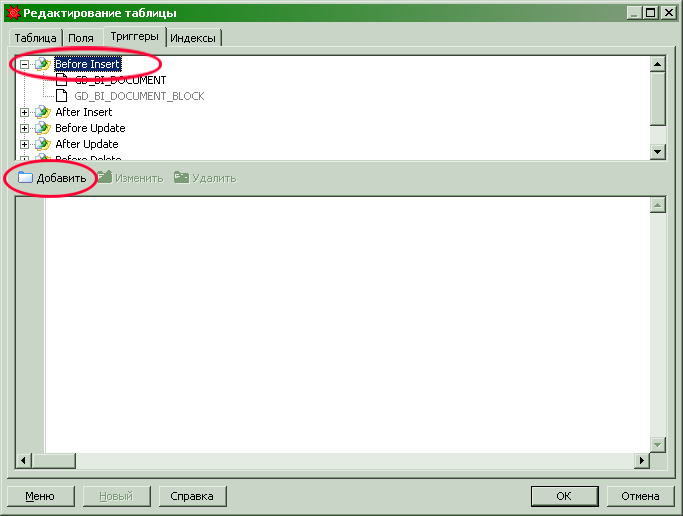 Редактирование таблицы
Таблица Поля Триггеры Индексы
Before Insert
GD_BI_DOCUMENT
GD_BI_DOCUMENT_BLOCK
After Insert
Before Update
After Update
Before Delete
Добавить Изменить Удалить
Меню Новый Справка OK Отмена